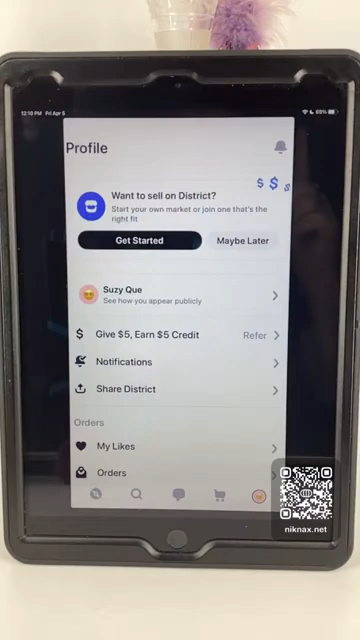 12:10 PM Fri Apr 5
69%
Profile
$ $ $
Want to sell on District?
Start your own market or join one that's the
right fit
Get Started
Maybe Later
Suzy Que
See how you appear publicly
$ Give $5, Earn $5 Credit
Refer
Notifications
Share District
Orders
My Likes
Orders
niknax.net